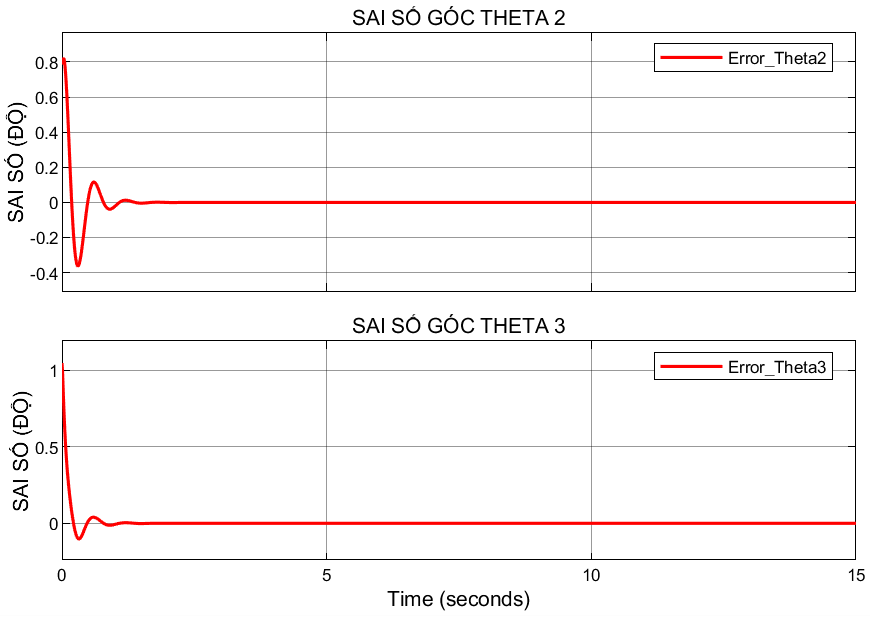 SAI SỐ GÓC THETA 2
Error_Theta2
SAI SỐ (ĐỘ)
0.8
0.6
0.4
0.2
0
-0.2
-0.4
SAI SỐ GÓC THETA 3
Error_Theta3
SAI SỐ (ĐỘ)
1
0.5
0
0 5 10 15
Time (seconds)